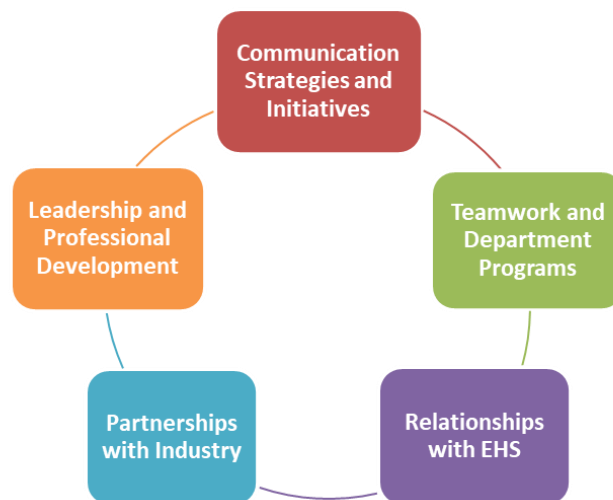 Communication
Strategies and
Initiatives
Teamwork and
Department
Programs
Relationships
with EHS
Partnerships
with Industry
Leadership and
Professional
Development